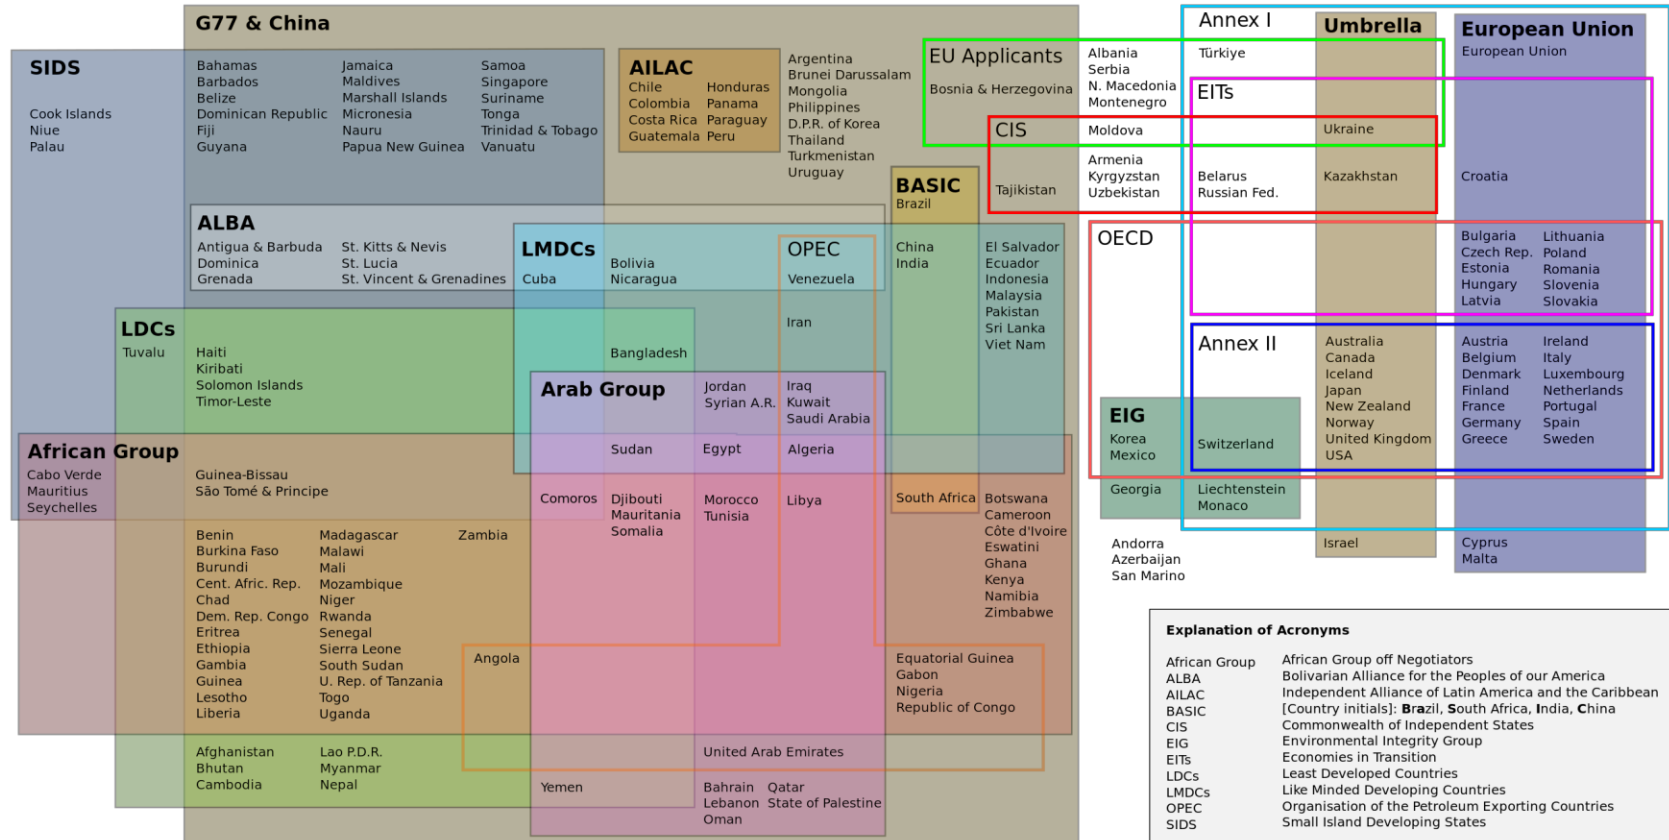 G77 & China
SIDS
Cook Islands
Niue
Palau
Bahamas
Barbados
Belize
Dominican Republic
Fiji
Guyana
Jamaica
Maldives
Marshall Islands
Micronesia
Nauru
Papua New Guinea
Samoa
Singapore
Suriname
Tonga
Trinidad & Tobago
Vanuatu
AILAC
Chile
Colombia
Costa Rica
Guatemala
Honduras
Panama
Paraguay
Peru
Argentina
Brunei Darussalam
Mongolia
Philippines
D.P.R. of Korea
Thailand
Turkmenistan
Uruguay
EU Applicants
Bosnia & Herzegovina
Albania
Serbia
N. Macedonia
Montenegro
Annex I
Türkiye
Umbrella
European Union
European Union
EITs
CIS
Moldova
Ukraine
Armenia
Kyrgyzstan
Uzbekistan
Tajikistan
Belarus
Russian Fed.
Kazakhstan
Croatia
BASIC
Brazil
China
India
ALBA
Antigua & Barbuda
Dominica
Grenada
St. Kitts & Nevis
St. Lucia
St. Vincent & Grenadines
LMDCs
Cuba
Bolivia
Nicaragua
OPEC
Venezuela
Iran
El Salvador
Ecuador
Indonesia
Malaysia
Pakistan
Sri Lanka
Viet Nam
OECD
Bulgaria
Czech Rep.
Estonia
Hungary
Latvia
Lithuania
Poland
Romania
Slovenia
Slovakia
LDCs
Tuvalu
Haiti
Kiribati
Solomon Islands
Timor-Leste
Bangladesh
Arab Group
Jordan
Syrian A.R.
Iraq
Kuwait
Saudi Arabia
Sudan
Egypt
Algeria
Annex II
Australia
Canada
Iceland
Japan
New Zealand
Norway
United Kingdom
USA
Austria
Belgium
Denmark
Finland
France
Germany
Greece
Ireland
Italy
Luxembourg
Netherlands
Portugal
Spain
Sweden
EIG
Korea
Mexico
Switzerland
Georgia
Liechtenstein
Monaco
African Group
Cabo Verde
Mauritius
Seychelles
Guinea-Bissau
São Tomé & Principe
Comoros
Djibouti
Mauritania
Somalia
Morocco
Tunisia
Libya
South Africa
Botswana
Cameroon
Côte d'Ivoire
Eswatini
Ghana
Kenya
Namibia
Zimbabwe
Andorra
Azerbaijan
San Marino
Israel
Cyprus
Malta
Benin
Burkina Faso
Burundi
Cent. Afric. Rep.
Chad
Dem. Rep. Congo
Eritrea
Ethiopia
Gambia
Guinea
Lesotho
Liberia
Madagascar
Malawi
Mali
Mozambique
Niger
Rwanda
Senegal
Sierra Leone
South Sudan
U. Rep. of Tanzania
Togo
Uganda
Zambia
Angola
Equatorial Guinea
Gabon
Nigeria
Republic of Congo
Afghanistan
Bhutan
Cambodia
Lao P.D.R.
Myanmar
Nepal
United Arab Emirates
Yemen
Bahrain
Lebanon
Oman
Qatar
State of Palestine
Explanation of Acronyms
African Group African Group off Negotiators
ALBA Bolivarian Alliance for the Peoples of our America
AILAC Independent Alliance of Latin America and the Caribbean
BASIC [Country initials]: Brazil, South Africa, India, China
CIS Commonwealth of Independent States
EIG Environmental Integrity Group
EITs Economies in Transition
LDCs Least Developed Countries
LMDCs Like Minded Developing Countries
OPEC Organisation of the Petroleum Exporting Countries
SIDS Small Island Developing States